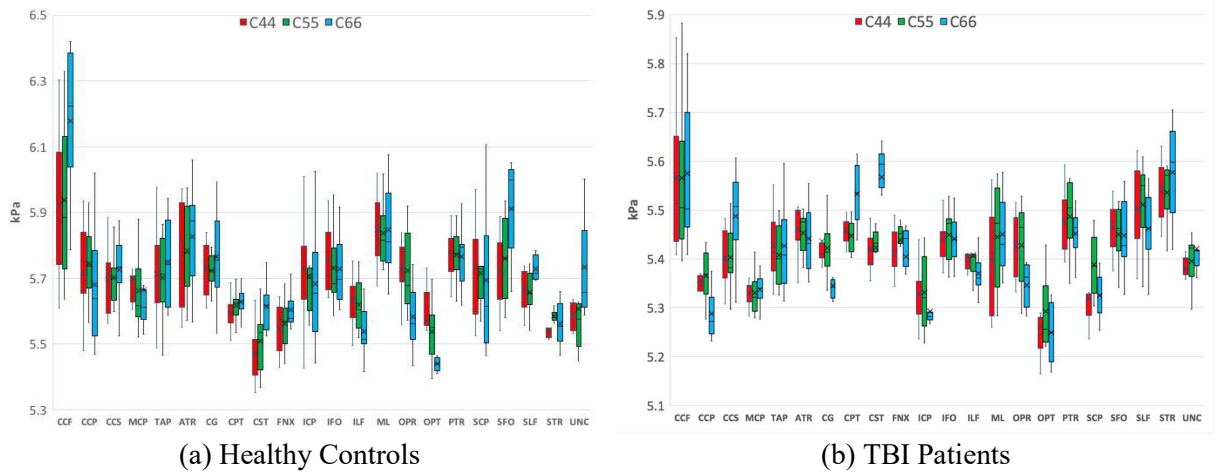 6.5
6.3
6.1
5.9
5.7
5.5
5.3
kPa
C44 C55 C66
CCF CCP CCS MCP TAP ATR CG CPT CST FNX ICP IFO ILF ML OPR OPT PTR SCP SFO SLF STR UNC
(a) Healthy Controls
5.9
5.8
5.7
5.6
5.5
5.4
5.3
5.2
5.1
kPa
C44 C55 C66
CCF CCP CCS MCP TAP ATR CG CPT CST FNX ICP IFO ILF ML OPR OPT PTR SCP SFO SLF STR UNC
(b) TBI Patients